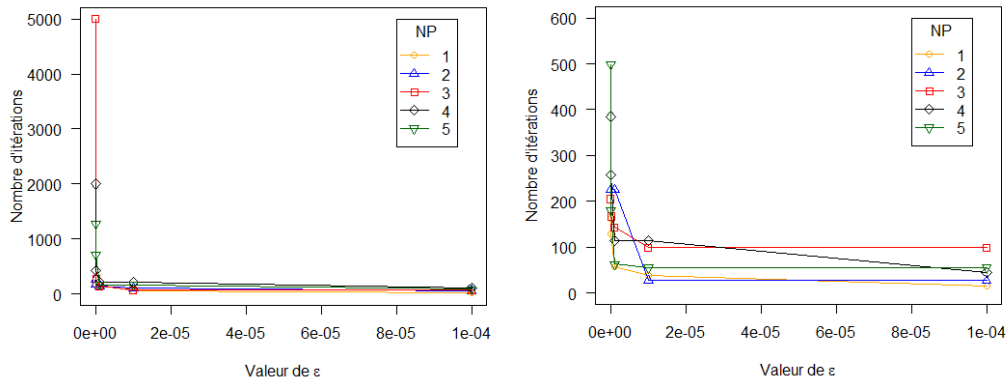 5000
4000
3000
2000
1000
0
Nombre d'itérations
NP
1
2
3
4
5
0e+00
2e-05
4e-05
6e-05
8e-05
1e-04
Valeur de ε
600
500
400
300
200
100
0
Nombre d'itérations
NP
1
2
3
4
5
0e+00
2e-05
4e-05
6e-05
8e-05
1e-04
Valeur de ε